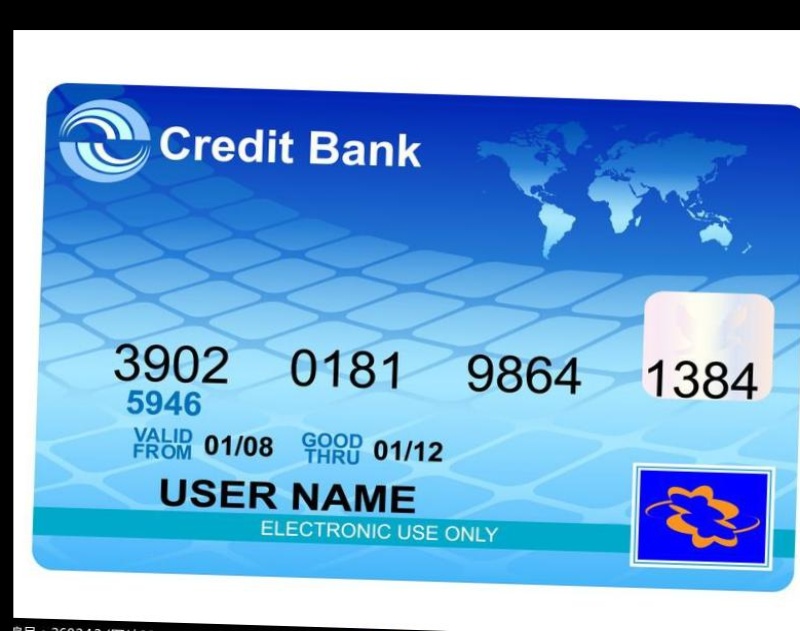 Credit Bank
3902 0181 9864 1384
5946
VALID FROM 01/08 GOOD THRU 01/12
USER NAME
ELECTRONIC USE ONLY